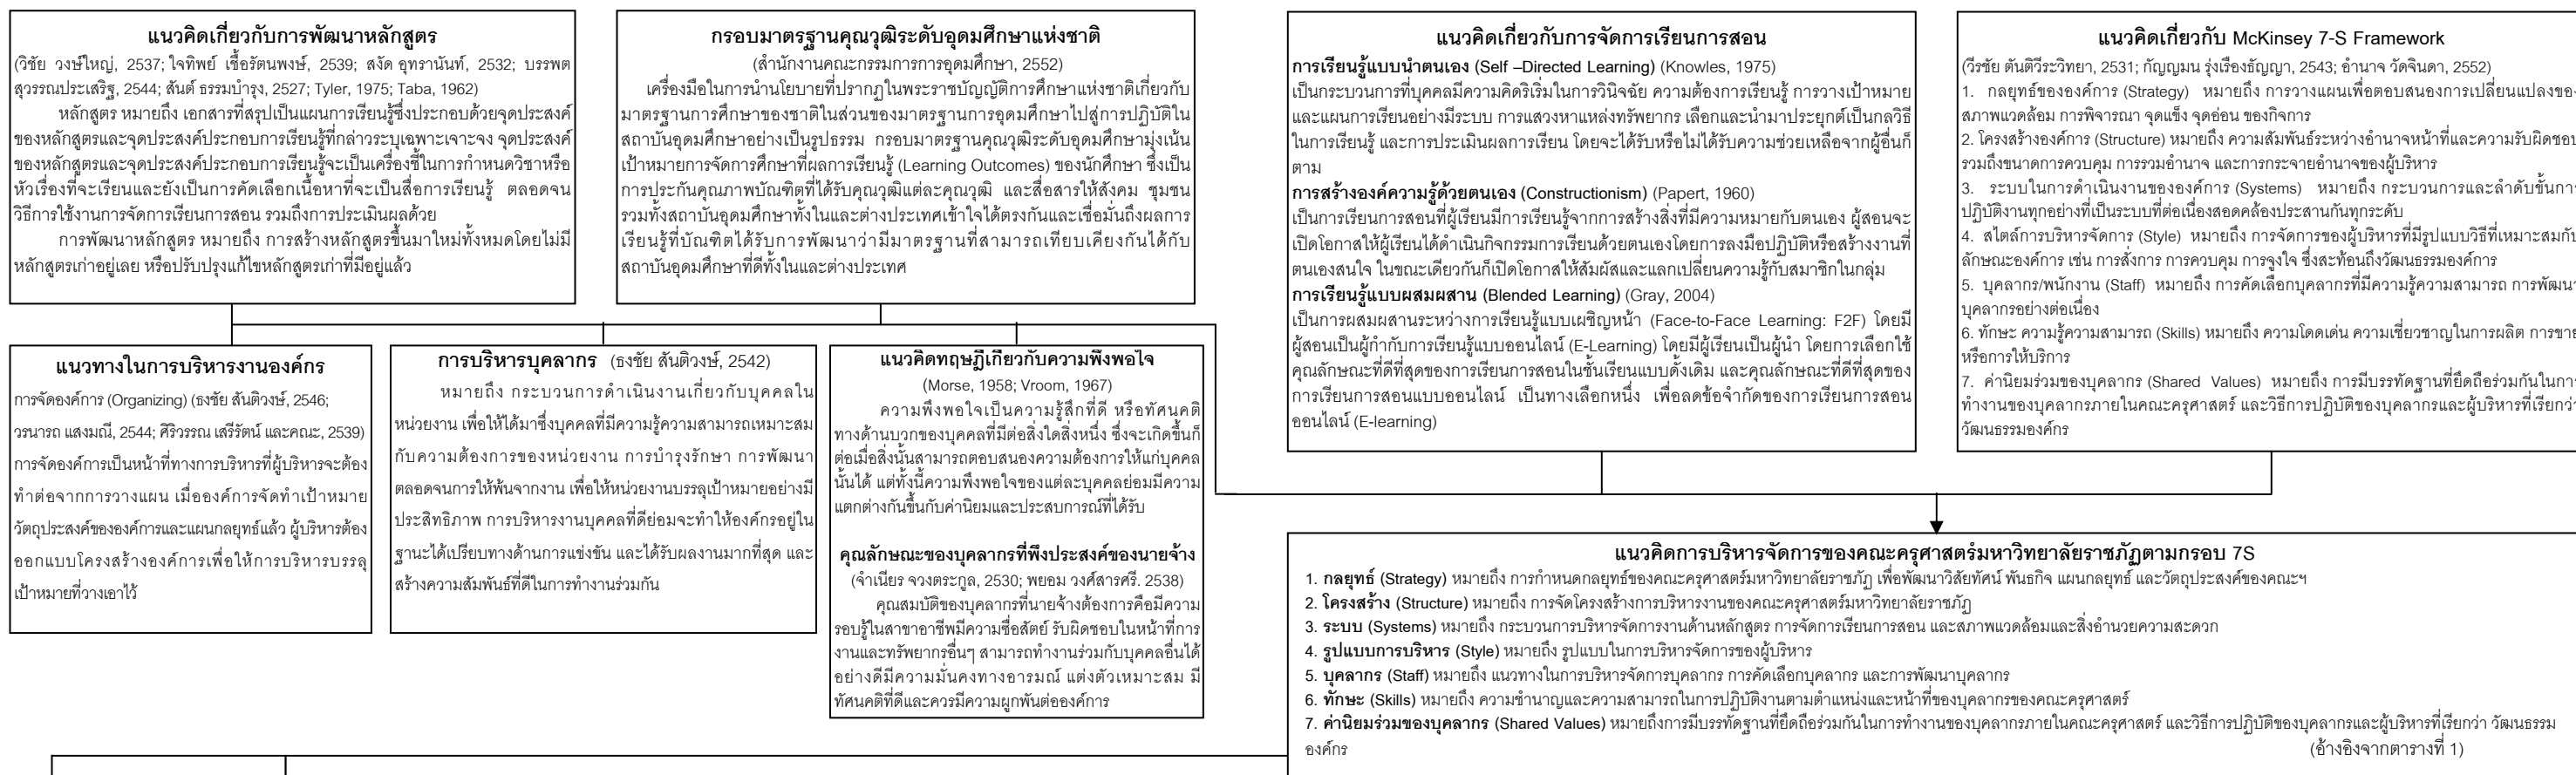 แนวคิดเกี่ยวกับการพัฒนาหลักสูตร
(วิชัย วงษ์ใหญ่, 2537; ใจทิพย์ เชื้อรัตนพงษ์, 2539; สงัด อุทรานันท์, 2532; บรรพต
สุวรรณประเสริฐ, 2544; สันต์ ธรรมบำรุง, 2527; Tyler, 1975; Taba, 1962)
หลักสูตร หมายถึง เอกสารที่สรุปเป็นแผนการเรียนรู้ซึ่งประกอบด้วยจุดประสงค์
ของหลักสูตรและจุดประสงค์ประกอบการเรียนรู้ที่กล่าวระบุเฉพาะเจาะจง จุดประสงค์
ของหลักสูตรและจุดประสงค์ประกอบการเรียนรู้จะเป็นเครื่องชี้ในการกำหนดวิชาหรือ
หัวเรื่องที่จะเรียนและยังเป็นการคัดเลือกเนื้อหาที่จะเป็นสื่อการเรียนรู้ ตลอดจน
วิธีการใช้งานการจัดการเรียนการสอน รวมถึงการประเมินผลด้วย
การพัฒนาหลักสูตร หมายถึง การสร้างหลักสูตรขึ้นมาใหม่ทั้งหมดโดยไม่มี
หลักสูตรเก่าอยู่เลย หรือปรับปรุงแก้ไขหลักสูตรเก่าที่มีอยู่แล้ว
กรอบมาตรฐานคุณวุฒิระดับอุดมศึกษาแห่งชาติ
(สำนักงานคณะกรรมการการอุดมศึกษา, 2552)
เครื่องมือในการนำนโยบายที่ปรากฏในพระราชบัญญัติการศึกษาแห่งชาติเกี่ยวกับ
มาตรฐานการศึกษาของชาติในส่วนของมาตรฐานการอุดมศึกษาไปสู่การปฏิบัติใน
สถาบันอุดมศึกษาอย่างเป็นรูปธรรม กรอบมาตรฐานคุณวุฒิระดับอุดมศึกษามุ่งเน้น
เป้าหมายการจัดการศึกษาที่ผลการเรียนรู้ (Learning Outcomes) ของนักศึกษา ซึ่งเป็น
การประกันคุณภาพบัณฑิตที่ได้รับคุณวุฒิแต่ละคุณวุฒิ และสื่อสารให้สังคม ชุมชน
รวมทั้งสถาบันอุดมศึกษาทั้งในและต่างประเทศเข้าใจได้ตรงกันและเชื่อมั่นถึงผลการ
เรียนรู้ที่บัณฑิตได้รับการพัฒนาว่ามีมาตรฐานที่สามารถเทียบเคียงกันได้กับ
สถาบันอุดมศึกษาที่ดีทั้งในและต่างประเทศ
แนวคิดเกี่ยวกับการจัดการเรียนการสอน
การเรียนรู้แบบนำตนเอง (Self –Directed Learning) (Knowles, 1975)
เป็นกระบวนการที่บุคคลมีความคิดริเริ่มในการวินิจฉัย ความต้องการเรียนรู้ การวางเป้าหมาย
และแผนการเรียนอย่างมีระบบ การแสวงหาแหล่งทรัพยากร เลือกและนำมาประยุกต์เป็นกลวิธี
ในการเรียนรู้ และการประเมินผลการเรียน โดยจะได้รับหรือไม่ได้รับความช่วยเหลือจากผู้อื่นก็
ตาม
การสร้างองค์ความรู้ด้วยตนเอง (Constructionism) (Papert, 1960)
เป็นการเรียนการสอนที่ผู้เรียนมีการเรียนรู้จากการสร้างสิ่งที่มีความหมายกับตนเอง ผู้สอนจะ
เปิดโอกาสให้ผู้เรียนได้ดำเนินกิจกรรมการเรียนด้วยตนเองโดยการลงมือปฏิบัติหรือสร้างงานที่
ตนเองสนใจ ในขณะเดียวกันก็เปิดโอกาสให้สัมผัสและแลกเปลี่ยนความรู้กับสมาชิกในกลุ่ม
การเรียนรู้แบบผสมผสาน (Blended Learning) (Gray, 2004)
เป็นการผสมผสานระหว่างการเรียนรู้แบบเผชิญหน้า (Face-to-Face Learning: F2F) โดยมี
ผู้สอนเป็นผู้กำกับการเรียนรู้แบบออนไลน์ (E-Learning) โดยมีผู้เรียนเป็นผู้นำ โดยการเลือกใช้
คุณลักษณะที่ดีที่สุดของการเรียนการสอนในชั้นเรียนแบบดั้งเดิม และคุณลักษณะที่ดีที่สุดของ
การเรียนการสอนแบบออนไลน์ เป็นทางเลือกหนึ่ง เพื่อลดข้อจำกัดของการเรียนการสอน
ออนไลน์ (E-learning)
แนวคิดเกี่ยวกับ McKinsey 7-S Framework
(วีรชัย ตันติวีระวิทยา, 2531; กัญญมน รุ่งเรืองธัญญา, 2543; อำนาจ วัดจินดา, 2552)
1. กลยุทธ์ขององค์การ (Strategy) หมายถึง การวางแผนเพื่อตอบสนองการเปลี่ยนแปลงของ
สภาพแวดล้อม การพิจารณา จุดแข็ง จุดอ่อน ของกิจการ
2. โครงสร้างองค์การ (Structure) หมายถึง ความสัมพันธ์ระหว่างอำนาจหน้าที่และความรับผิดชอบ
รวมถึงขนาดการควบคุม การรวมอำนาจ และการกระจายอำนาจของผู้บริหาร
3. ระบบในการดำเนินงานขององค์การ (Systems) หมายถึง กระบวนการและลำดับขั้นการ
ปฏิบัติงานทุกอย่างที่เป็นระบบที่ต่อเนื่องสอดคล้องประสานกันทุกระดับ
4. สไตล์การบริหารจัดการ (Style) หมายถึง การจัดการของผู้บริหารที่มีรูปแบบวิธีที่เหมาะสมกับ
ลักษณะองค์การ เช่น การสั่งการ การควบคุม การจูงใจ ซึ่งสะท้อนถึงวัฒนธรรมองค์การ
5. บุคลากร/พนักงาน (Staff) หมายถึง การคัดเลือกบุคลากรที่มีความรู้ความสามารถ การพัฒนา
บุคลากรอย่างต่อเนื่อง
6. ทักษะ ความรู้ความสามารถ (Skills) หมายถึง ความโดดเด่น ความเชี่ยวชาญในการผลิต การขาย
หรือการให้บริการ
7. ค่านิยมร่วมของบุคลากร (Shared Values) หมายถึง การมีบรรทัดฐานที่ยึดถือร่วมกันในการ
ทำงานของบุคลากรภายในคณะครุศาสตร์ และวิธีการปฏิบัติของบุคลากรและผู้บริหารที่เรียกว่า
วัฒนธรรมองค์กร
แนวทางในการบริหารงานองค์กร
การจัดองค์การ (Organizing) (ธงชัย สันติวงษ์, 2546;
วรนารถ แสงมณี, 2544; ศิริวรรณ เสรีรัตน์ และคณะ, 2539)
การจัดองค์การเป็นหน้าที่ทางการบริหารที่ผู้บริหารจะต้อง
ทำต่อจากการวางแผน เมื่อองค์การจัดทำเป้าหมาย
วัตถุประสงค์ขององค์การและแผนกลยุทธ์แล้ว ผู้บริหารต้อง
ออกแบบโครงสร้างองค์การเพื่อให้การบริหารบรรลุ
เป้าหมายที่วางเอาไว้
การบริหารบุคลากร (ธงชัย สันติวงษ์, 2542)
หมายถึง กระบวนการดำเนินงานเกี่ยวกับบุคคลใน
หน่วยงาน เพื่อให้ได้มาซึ่งบุคคลที่มีความรู้ความสามารถเหมาะสม
กับความต้องการของหน่วยงาน การบำรุงรักษา การพัฒนา
ตลอดจนการให้พ้นจากงาน เพื่อให้หน่วยงานบรรลุเป้าหมายอย่างมี
ประสิทธิภาพ การบริหารงานบุคคลที่ดีย่อมจะทำให้องค์กรอยู่ใน
ฐานะได้เปรียบทางด้านการแข่งขัน และได้รับผลงานมากที่สุด และ
สร้างความสัมพันธ์ที่ดีในการทำงานร่วมกัน
แนวคิดทฤษฎีเกี่ยวกับความพึงพอใจ
(Morse, 1958; Vroom, 1967)
ความพึงพอใจเป็นความรู้สึกที่ดี หรือทัศนคติ
ทางด้านบวกของบุคคลที่มีต่อสิ่งใดสิ่งหนึ่ง ซึ่งจะเกิดขึ้นก็
ต่อเมื่อสิ่งนั้นสามารถตอบสนองความต้องการให้แก่บุคคล
นั้นได้ แต่ทั้งนี้ความพึงพอใจของแต่ละบุคคลย่อมมีความ
แตกต่างกันขึ้นกับค่านิยมและประสบการณ์ที่ได้รับ
คุณลักษณะของบุคลากรที่พึงประสงค์ของนายจ้าง
(จำเนียร จวงตระกูล, 2530; พยอม วงศ์สารศรี. 2538)
คุณสมบัติของบุคลากรที่นายจ้างต้องการคือมีความ
รอบรู้ในสาขาอาชีพมีความซื่อสัตย์ รับผิดชอบในหน้าที่การ
งานและทรัพยากรอื่นๆ สามารถทำงานร่วมกับบุคคลอื่นได้
อย่างดีมีความมั่นคงทางอารมณ์ แต่งตัวเหมาะสม มี
ทัศนคติที่ดีและควรมีความผูกพันต่อองค์การ
แนวคิดการบริหารจัดการของคณะครุศาสตร์มหาวิทยาลัยราชภัฏตามกรอบ 7S
1. กลยุทธ์ (Strategy) หมายถึง การกำหนดกลยุทธ์ของคณะครุศาสตร์มหาวิทยาลัยราชภัฏ เพื่อพัฒนาวิสัยทัศน์ พันธกิจ แผนกลยุทธ์ และวัตถุประสงค์ของคณะฯ
2. โครงสร้าง (Structure) หมายถึง การจัดโครงสร้างการบริหารงานของคณะครุศาสตร์มหาวิทยาลัยราชภัฏ
3. ระบบ (Systems) หมายถึง กระบวนการบริหารจัดการงานด้านหลักสูตร การจัดการเรียนการสอน และสภาพแวดล้อมและสิ่งอำนวยความสะดวก
4. รูปแบบการบริหาร (Style) หมายถึง รูปแบบในการบริหารจัดการของผู้บริหาร
5. บุคลากร (Staff) หมายถึง แนวทางในการบริหารจัดการบุคลากร การคัดเลือกบุคลากร และการพัฒนาบุคลากร
6. ทักษะ (Skills) หมายถึง ความชำนาญและความสามารถในการปฏิบัติงานตามตำแหน่งและหน้าที่ของบุคลากรของคณะครุศาสตร์
7. ค่านิยมร่วมของบุคลากร (Shared Values) หมายถึงการมีบรรทัดฐานที่ยึดถือร่วมกันในการทำงานของบุคลากรภายในคณะครุศาสตร์ และวิธีการปฏิบัติของบุคลากรและผู้บริหารที่เรียกว่า วัฒนธรรม
องค์กร
(อ้างอิงจากตารางที่ 1)